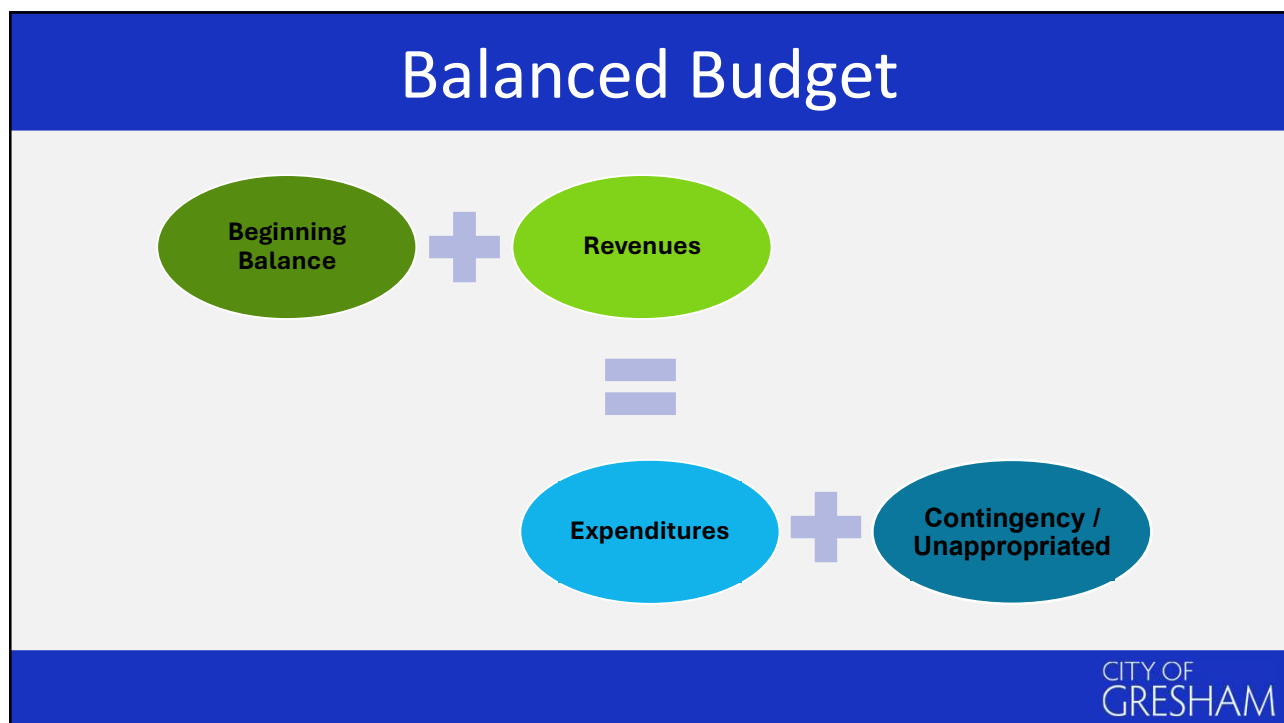 Balanced Budget
Beginning
Balance
Revenues
Expenditures
Contingency /
Unappropriated
CITY OF
GRESHAM